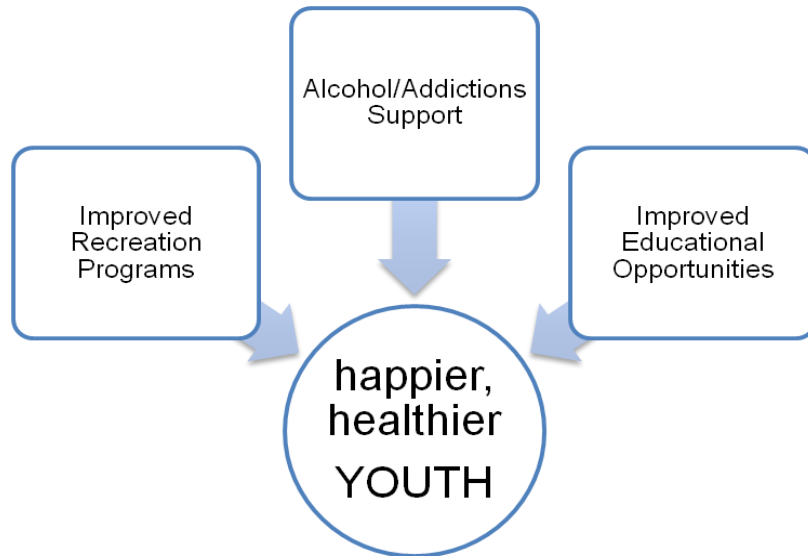 Alcohol/Addictions
Support
Improved
Recreation
Programs
Improved
Educational
Opportunities
happier,
healthier
YOUTH